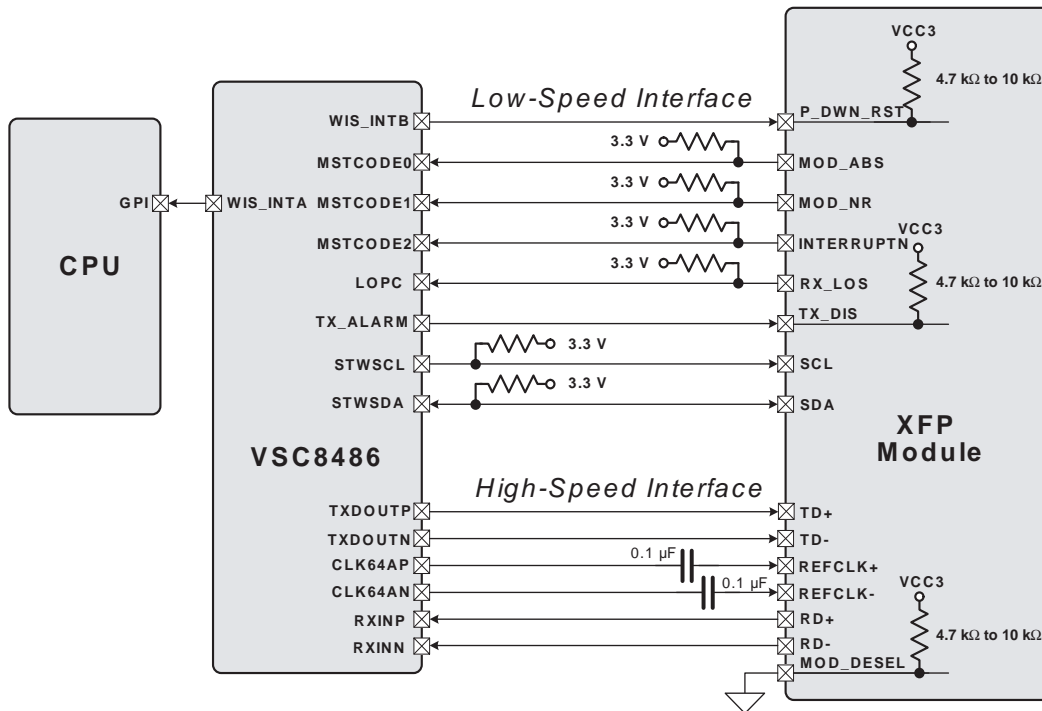 VCC3
4.7 kΩ to 10 kΩ
Low-Speed Interface
WIS_INTB
P_DWN_RST
3.3 V
MSTCODE0
MOD_ABS
3.3 V
GPI
WIS_INTA
MSTCODE1
MOD_NR
3.3 V
VCC3
MSTCODE2
INTERRUPTN
CPU
3.3 V
4.7 kΩ to 10 kΩ
LOPC
RX_LOS
TX_ALARM
TX_DIS
3.3 V
STWSCL
SCL
3.3 V
STWSDA
SDA
XFP
Module
VSC8486
High-Speed Interface
TXDOUTP
TD+
TXDOUTN
TD-
0.1 µF
CLK64AP
REFCLK+
0.1 µF
VCC3
CLK64AN
REFCLK-
RXINP
RD+
4.7 kΩ to 10 kΩ
RXINN
RD-
MOD_DESEL